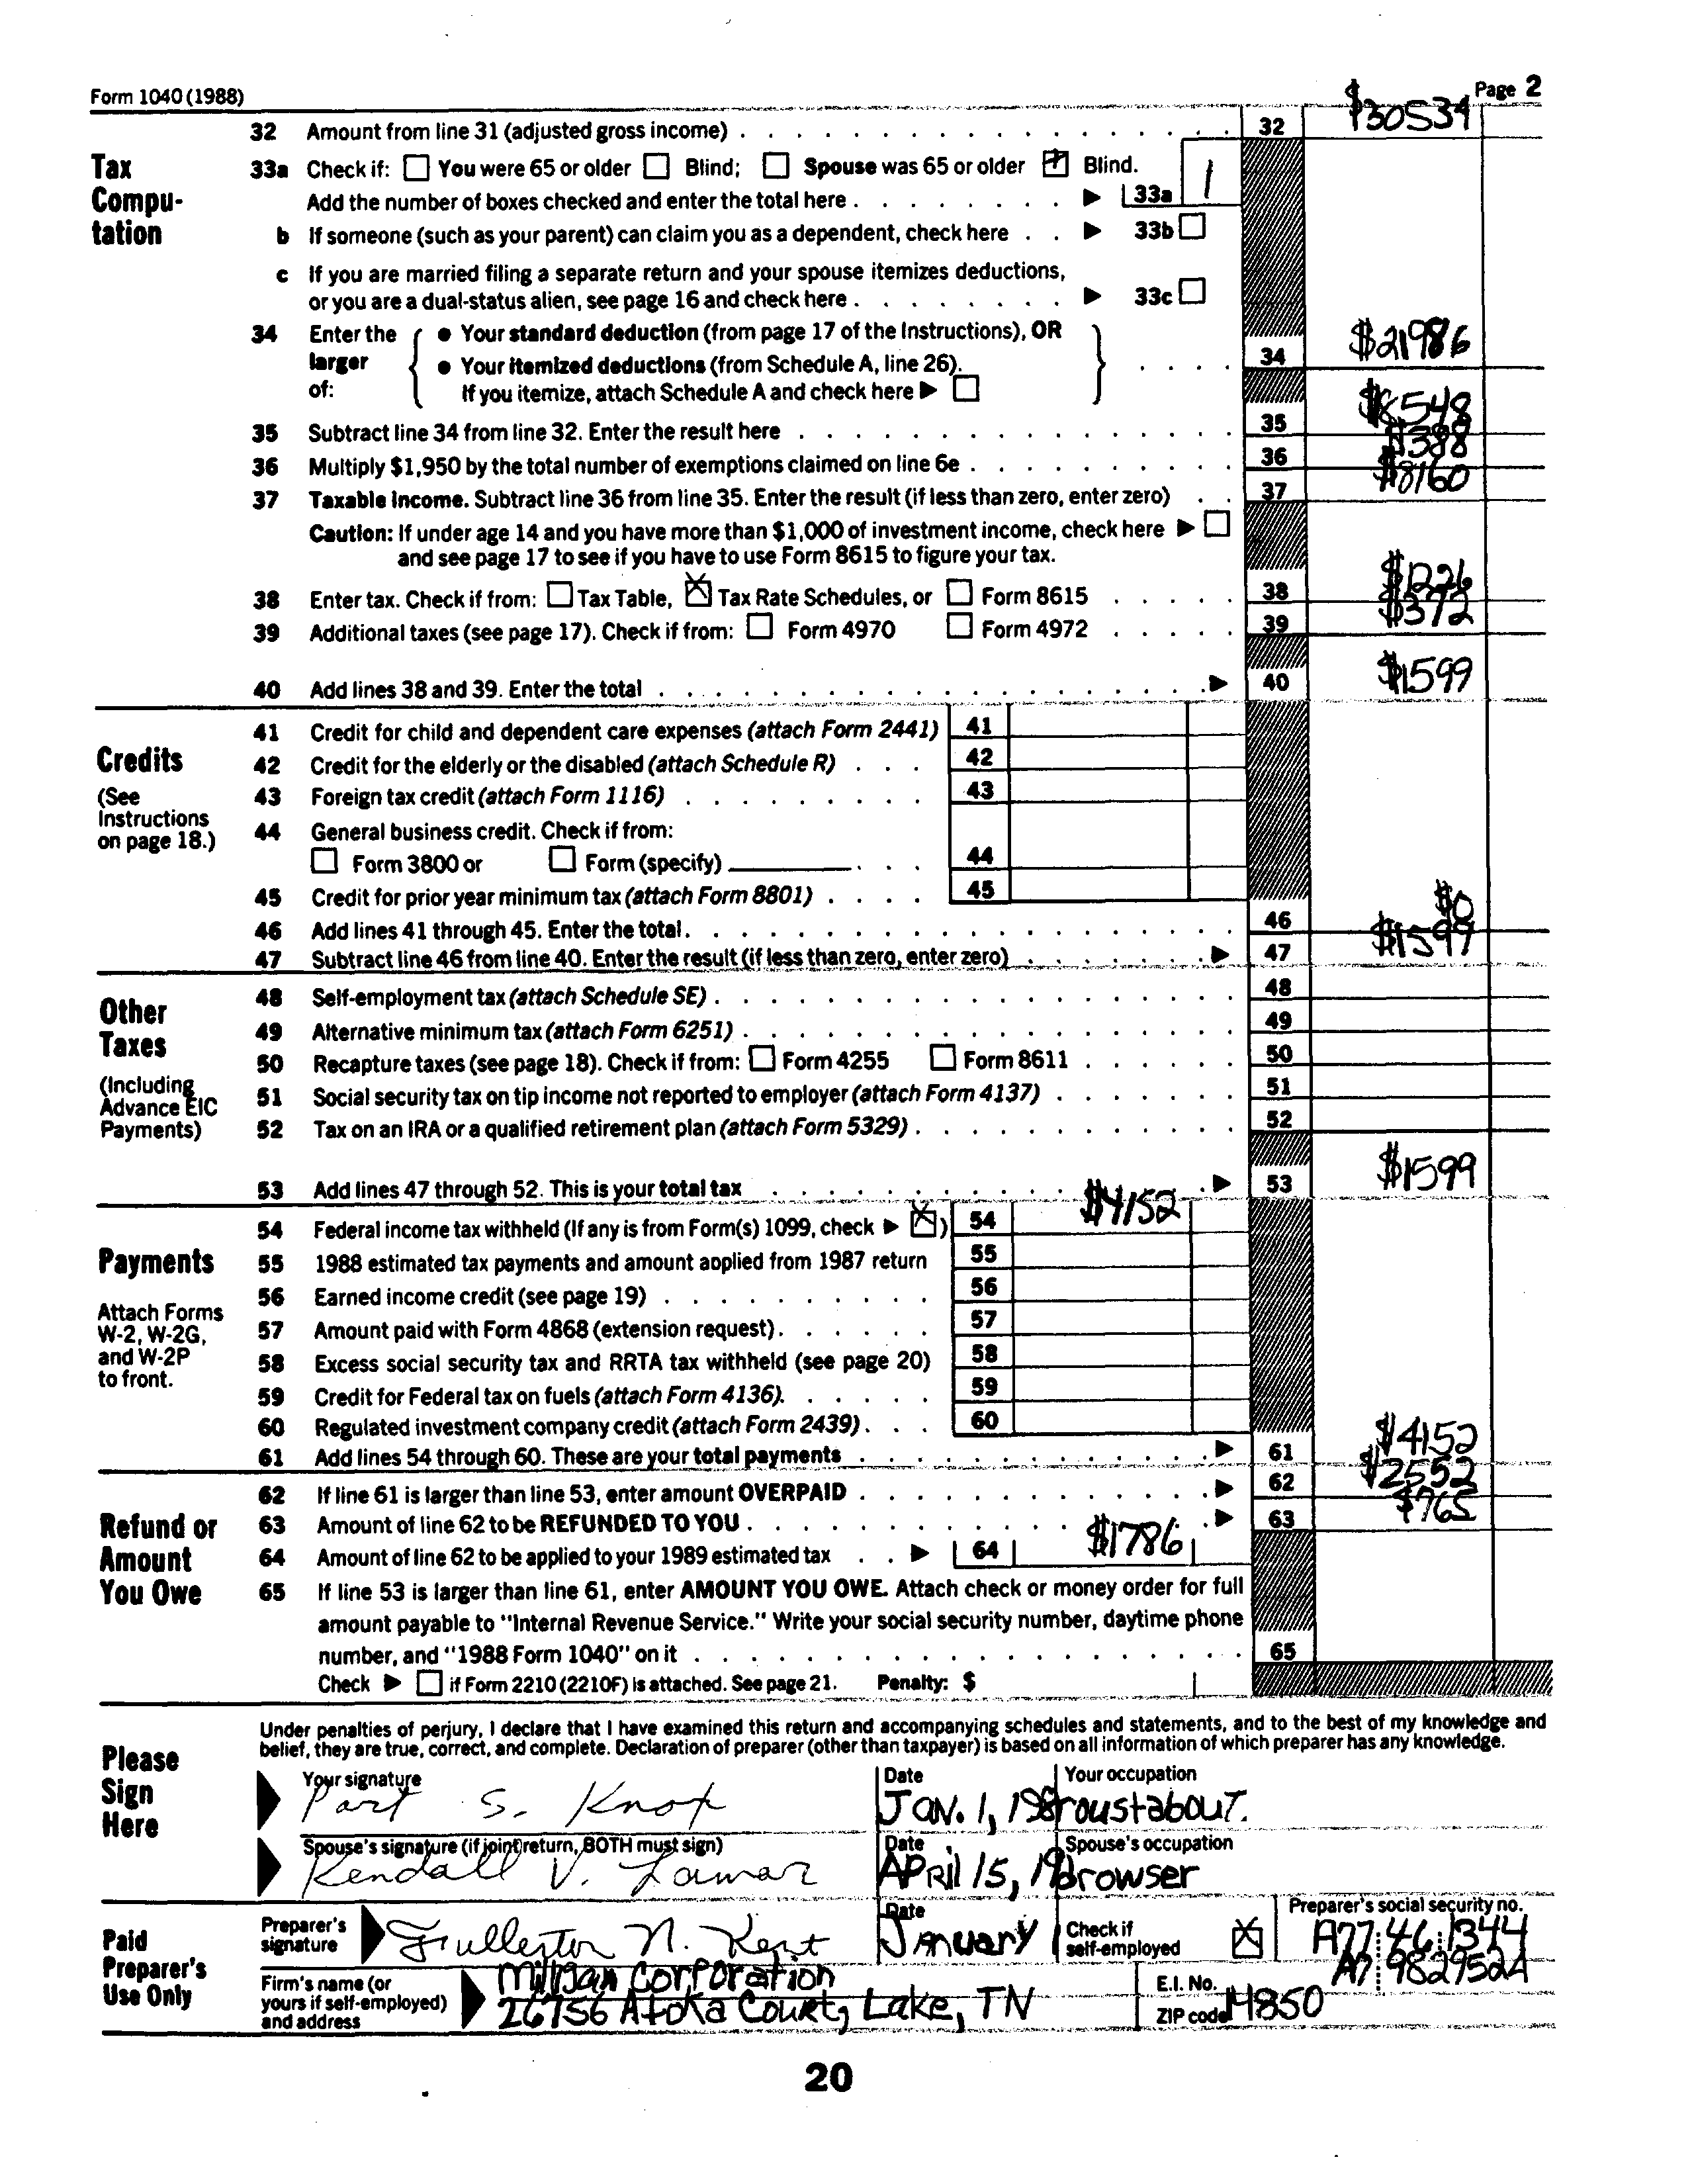 Form 1040 (1988) Page 2
32 Amount from line 31 (adjusted gross income) 32 $30534
Tax Compu-tation
33a Check if: You were 65 or older Blind; Spouse was 65 or older Blind.
Add the number of boxes checked and enter the total here 33a 1
b If someone (such as your parent) can claim you as a dependent, check here 33b
c If you are married filing a separate return and your spouse itemizes deductions,
or you are a dual-status alien, see page 16 and check here 33c
34 Enter the larger of: • Your standard deduction (from page 17 of the Instructions), OR
• Your itemized deductions (from Schedule A, line 26). 34 $21986
If you itemize, attach Schedule A and check here
35 Subtract line 34 from line 32. Enter the result here 35 $8548
36 Multiply $1,950 by the total number of exemptions claimed on line 6e 36 $388
37 Taxable Income. Subtract line 36 from line 35. Enter the result (if less than zero, enter zero) 37 $8160
Caution: If under age 14 and you have more than $1,000 of investment income, check here
and see page 17 to see if you have to use Form 8615 to figure your tax.
38 Enter tax. Check if from: Tax Table, Tax Rate Schedules, or Form 8615 38 $1226
39 Additional taxes (see page 17). Check if from: Form 4970 Form 4972 39 $372
40 Add lines 38 and 39. Enter the total 40 $1599
Credits
(See Instructions on page 18.)
41 Credit for child and dependent care expenses (attach Form 2441) 41
42 Credit for the elderly or the disabled (attach Schedule R) 42
43 Foreign tax credit (attach Form 1116) 43
44 General business credit. Check if from:
Form 3800 or Form (specify) 44
45 Credit for prior year minimum tax (attach Form 8801) 45
46 Add lines 41 through 45. Enter the total. 46 $0
47 Subtract line 46 from line 40. Enter the result (if less than zero, enter zero) 47 $1599
Other Taxes
(Including Advance EIC Payments)
48 Self-employment tax (attach Schedule SE) 48
49 Alternative minimum tax (attach Form 6251) 49
50 Recapture taxes (see page 18). Check if from: Form 4255 Form 8611 50
51 Social security tax on tip income not reported to employer (attach Form 4137) 51
52 Tax on an IRA or a qualified retirement plan (attach Form 5329) 52
53 Add lines 47 through 52. This is your total tax 53 $1599
Payments
Attach Forms W-2, W-2G, and W-2P to front.
54 Federal income tax withheld (If any is from Form(s) 1099, check) 54 $4152
55 1988 estimated tax payments and amount applied from 1987 return 55
56 Earned income credit (see page 19) 56
57 Amount paid with Form 4868 (extension request) 57
58 Excess social security tax and RRTA tax withheld (see page 20) 58
59 Credit for Federal tax on fuels (attach Form 4136). 59
60 Regulated investment company credit (attach Form 2439) 60
61 Add lines 54 through 60. These are your total payments 61 $4152
Refund or Amount You Owe
62 If line 61 is larger than line 53, enter amount OVERPAID 62 $2552
63 Amount of line 62 to be REFUNDED TO YOU 63 $765
64 Amount of line 62 to be applied to your 1989 estimated tax 64 $1786
65 If line 53 is larger than line 61, enter AMOUNT YOU OWE. Attach check or money order for full
amount payable to "Internal Revenue Service." Write your social security number, daytime phone
number, and "1988 Form 1040" on it 65
Check if Form 2210 (2210F) is attached. See page 21. Penalty: $
Please Sign Here
Under penalties of perjury, I declare that I have examined this return and accompanying schedules and statements, and to the best of my knowledge and
belief, they are true, correct, and complete. Declaration of preparer (other than taxpayer) is based on all information of which preparer has any knowledge.
Your signature Date Your occupation
Part S. Knox JAN. 1, roustabout.
Spouse's signature (if joint return, BOTH must sign) Date Spouse's occupation
Kendall V. Lamar APRil 15, Browser
Paid Preparer's Use Only
Preparer's signature Fullerton N. Kent Date JANUARY Check if self-employed Preparer's social security no. A77 46 1344
Firm's name (or yours if self-employed) and address Milligan Corporation E.I. No. A7 9829524
26756 Atoka Court, Lake, TN ZIP code 14850
20